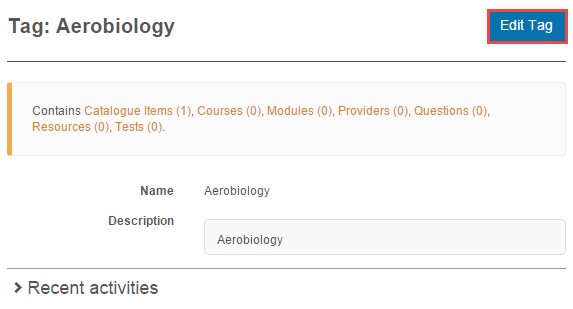 Tag: Aerobiology
Edit Tag
Contains Catalogue Items (1), Courses (0), Modules (0), Providers (0), Questions (0),
Resources (0), Tests (0).
Name Aerobiology
Description
Aerobiology
Recent activities